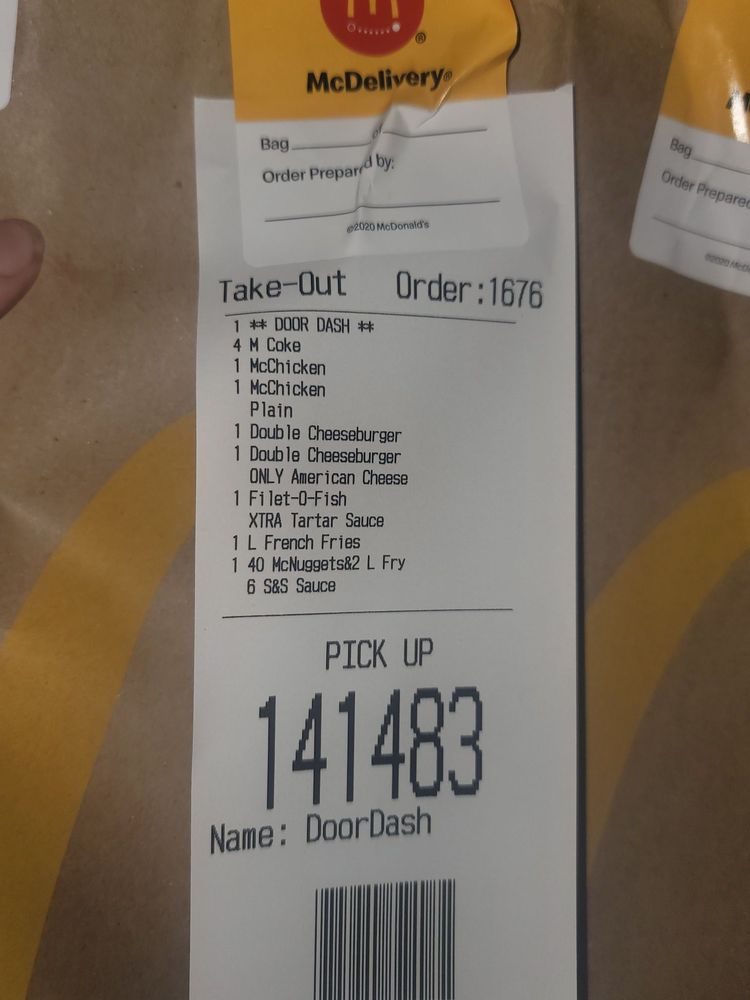 McDelivery®
Bag of
Order Prepared by:
©2020 McDonald's
Bag
Order Prepared
Take-Out Order:1676
1 ** DOOR DASH **
4 M Coke
1 McChicken
1 McChicken
Plain
1 Double Cheeseburger
1 Double Cheeseburger
ONLY American Cheese
1 Filet-O-Fish
XTRA Tartar Sauce
1 L French Fries
1 40 McNuggets&2 L Fry
6 S&S Sauce
PICK UP
141483
Name: DoorDash